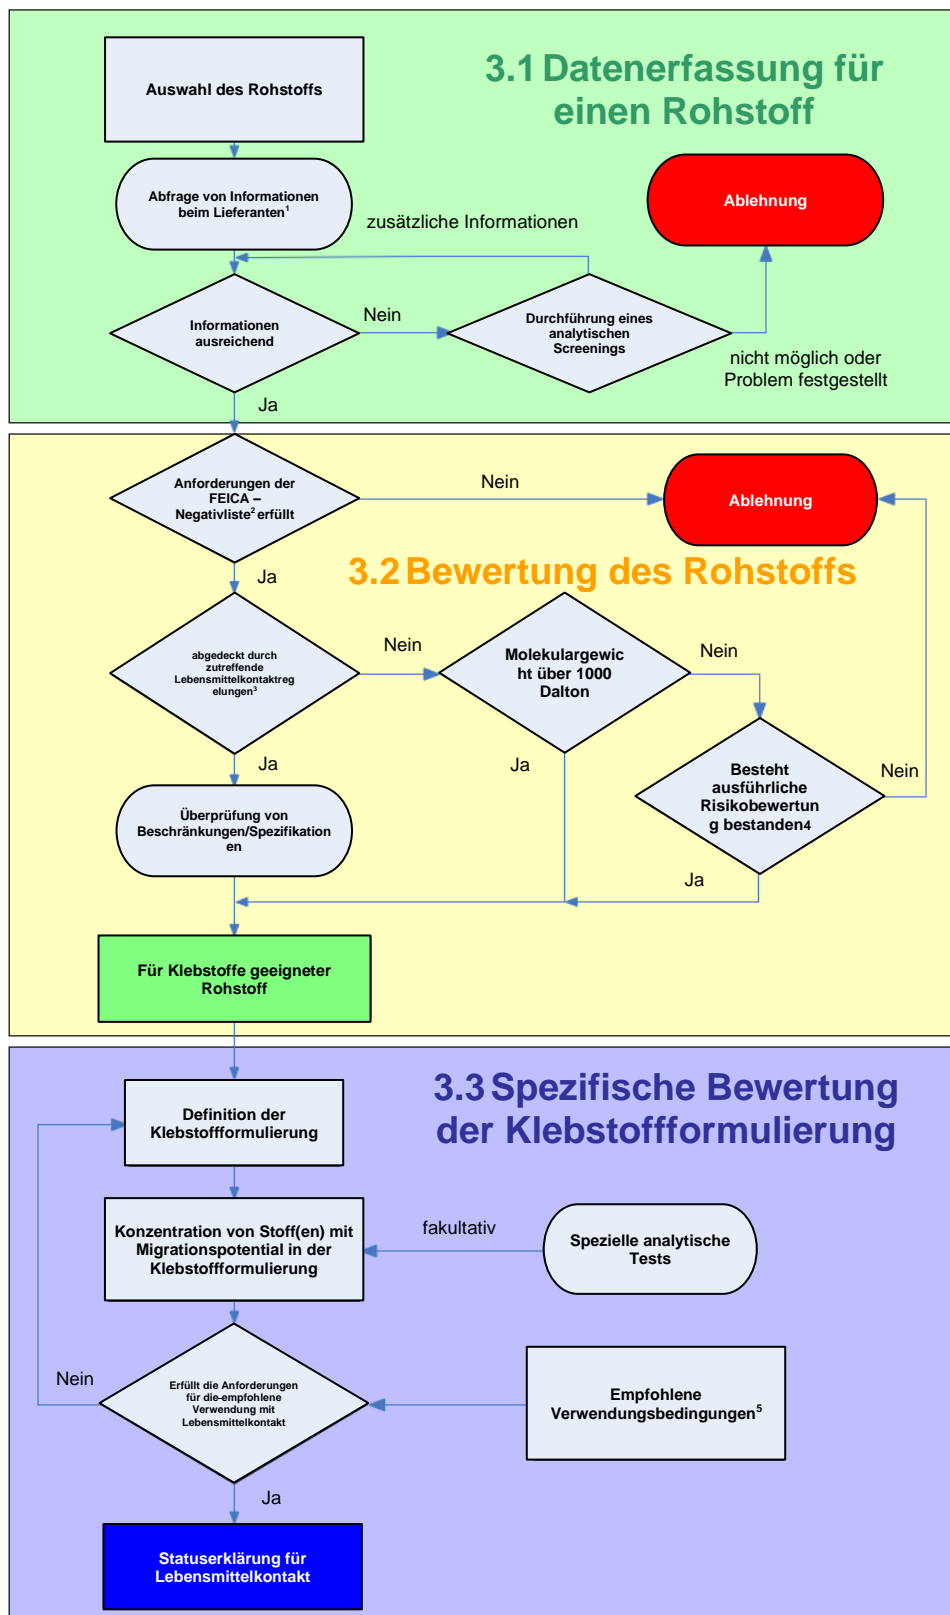 3.1 Datenerfassung für
einen Rohstoff
Auswahl des Rohstoffs
Abfrage von Informationen
beim Lieferanten¹
Ablehnung
zusätzliche Informationen
Informationen
ausreichend
Nein
Durchführung eines
analytischen
Screenings
nicht möglich oder
Problem festgestellt
Ja
Anforderungen der
FEICA –
Negativliste² erfüllt
Nein
Ablehnung
Ja
3.2 Bewertung des Rohstoffs
abgedeckt durch
zutreffende
Lebensmittelkontaktreg
elungen³
Nein
Molekulargewic
ht über 1000
Dalton
Nein
Ja
Ja
Besteht
ausführliche
Risikobewertun
g bestanden4
Nein
Überprüfung von
Beschränkungen/Spezifikation
en
Ja
Für Klebstoffe geeigneter
Rohstoff
3.3 Spezifische Bewertung
der Klebstoffformulierung
Definition der
Klebstoffformulierung
Konzentration von Stoff(en) mit
Migrationspotential in der
Klebstoffformulierung
fakultativ
Spezielle analytische
Tests
Nein
Erfüllt die Anforderungen
für die-empfohlene
Verwendung mit
Lebensmittelkontakt
Empfohlene
Verwendungsbedingungen⁵
Ja
Statuserklärung für
Lebensmittelkontakt